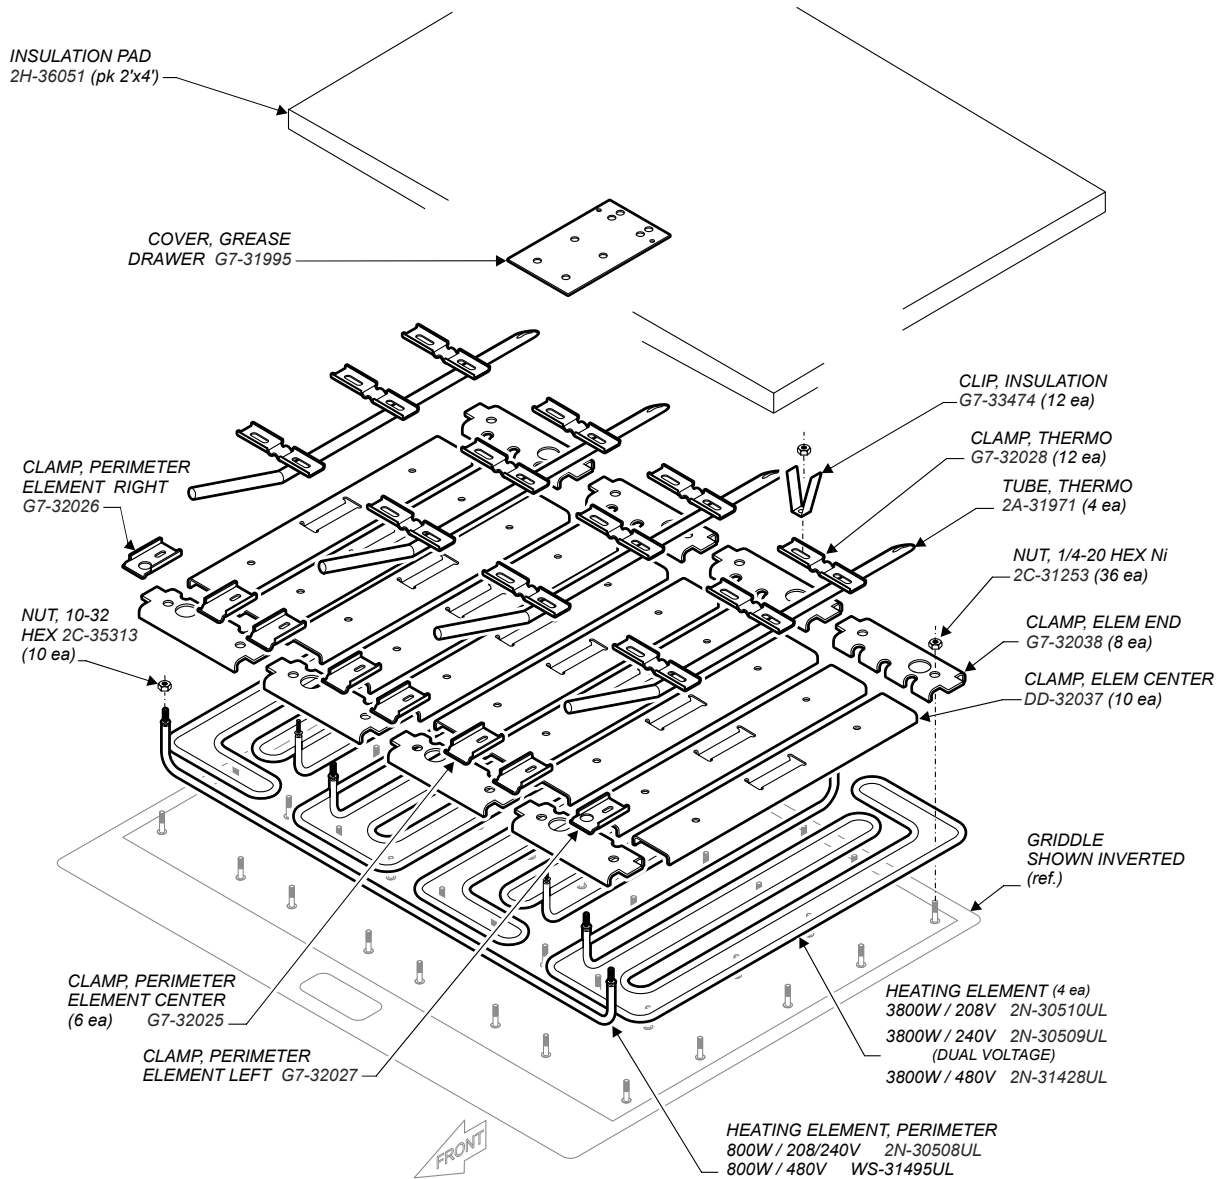 INSULATION PAD
2H-36051 (pk 2'x4')
COVER, GREASE
DRAWER G7-31995
CLIP, INSULATION
G7-33474 (12 ea)
CLAMP, THERMO
G7-32028 (12 ea)
TUBE, THERMO
2A-31971 (4 ea)
NUT, 1/4-20 HEX Ni
2C-31253 (36 ea)
CLAMP, ELEM END
G7-32038 (8 ea)
CLAMP, ELEM CENTER
DD-32037 (10 ea)
CLAMP, PERIMETER
ELEMENT RIGHT
G7-32026
NUT, 10-32
HEX 2C-35313
(10 ea)
GRIDDLE
SHOWN INVERTED
(ref.)
CLAMP, PERIMETER
ELEMENT CENTER
(6 ea) G7-32025
CLAMP, PERIMETER
ELEMENT LEFT G7-32027
HEATING ELEMENT (4 ea)
3800W / 208V 2N-30510UL
3800W / 240V 2N-30509UL
(DUAL VOLTAGE)
3800W / 480V 2N-31428UL
HEATING ELEMENT, PERIMETER
800W / 208/240V 2N-30508UL
800W / 480V WS-31495UL
FRONT